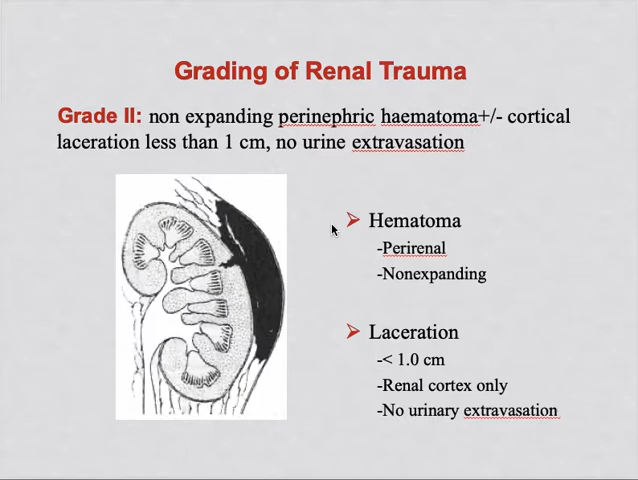 Grading of Renal Trauma
Grade II: non expanding perinephric haematoma+/- cortical
laceration less than 1 cm, no urine extravasation
Hematoma
-Perirenal
-Nonexpanding
Laceration
-< 1.0 cm
-Renal cortex only
-No urinary extravasation